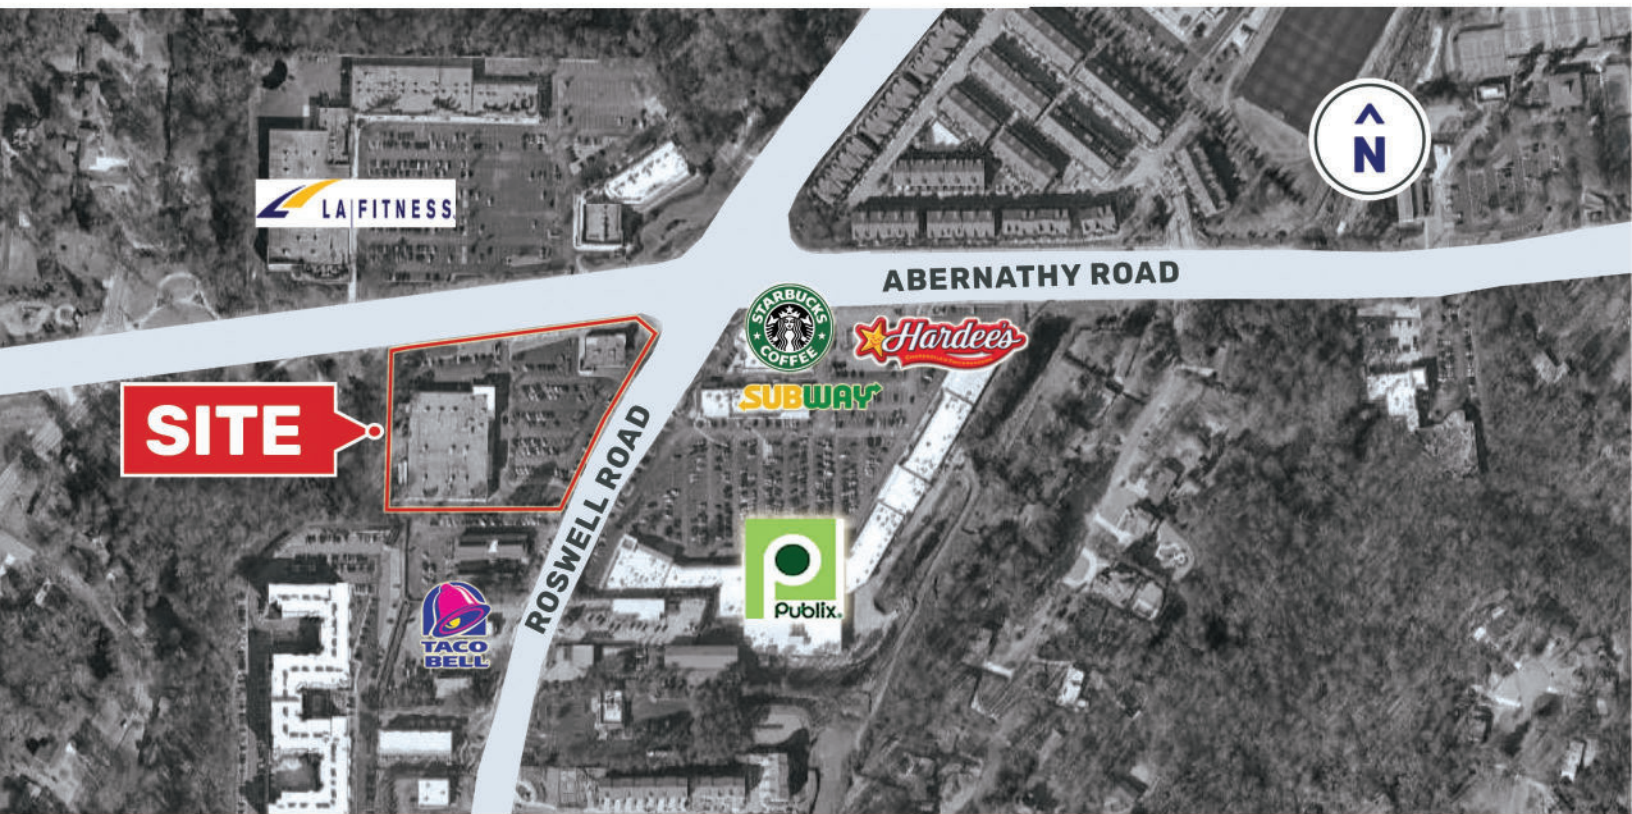 N
LA FITNESS
ABERNATHY ROAD
STARBUCKS
COFFEE
Hardee's
SUBWAY
SITE
ROSWELL ROAD
Publix
TACO
BELL